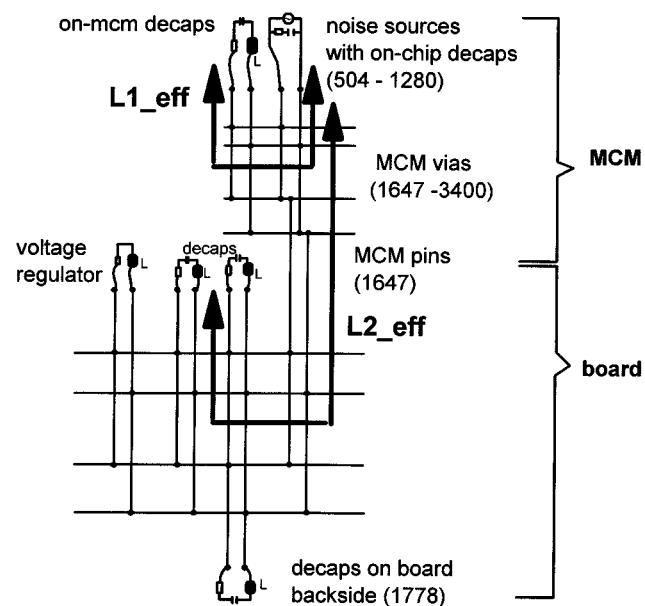 on-mcm decaps
noise sources
with on-chip decaps
(504 - 1280)
L
L1_eff
MCM vias
(1647 -3400)
MCM
voltage
regulator
L
decaps
L
L
MCM pins
(1647)
L2_eff
board
decaps on board
backside (1778)
L